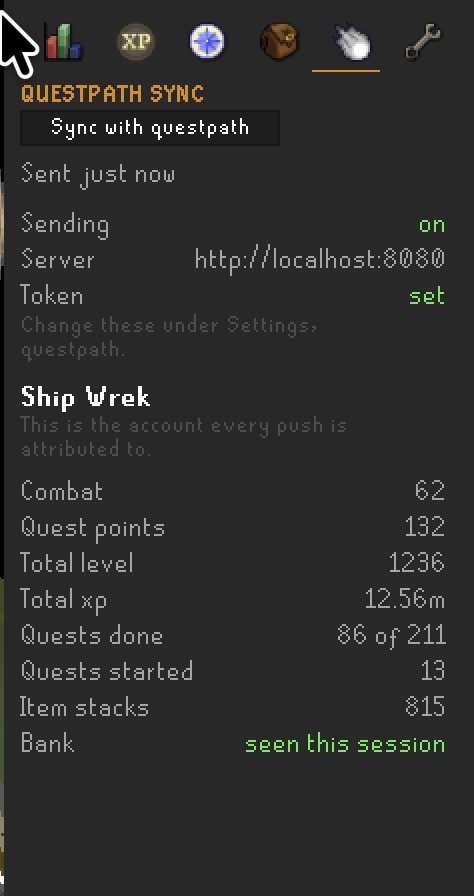 XP
QUESTPATH SYNC
Sync with questpath
Sent just now
Sending on
Server http://localhost:8080
Token set
Change these under Settings,
questpath.
Ship Wrek
This is the account every push is
attributed to.
Combat 62
Quest points 132
Total level 1236
Total xp 12.56m
Quests done 86 of 211
Quests started 13
Item stacks 815
Bank seen this session